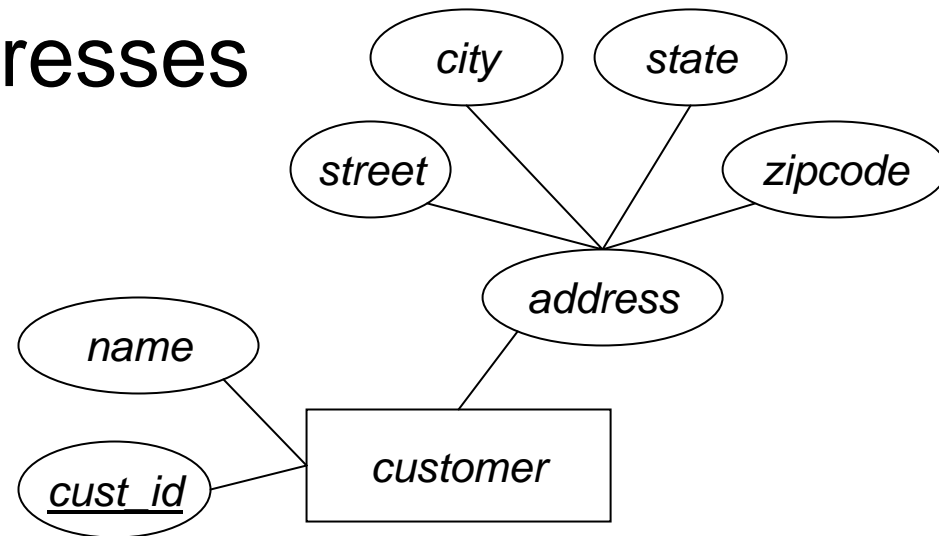 resses
city
state
street
zipcode
address
name
customer
cust_id